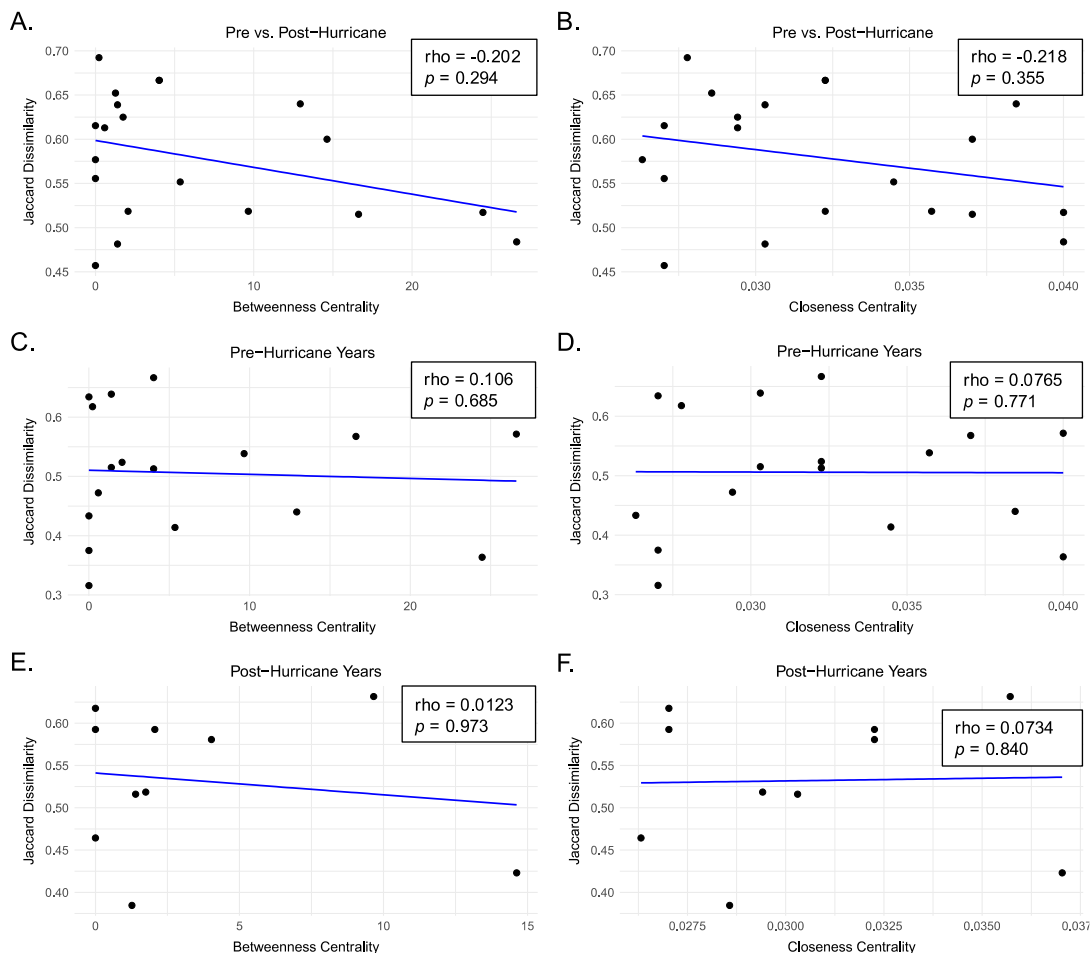 A.
Pre vs. Post−Hurricane
rho = -0.202
p = 0.294
Jaccard Dissimilarity
0.70
0.65
0.60
0.55
0.50
0.45
0
10
20
Betweenness Centrality
B.
Pre vs. Post−Hurricane
rho = -0.218
p = 0.355
Jaccard Dissimilarity
0.70
0.65
0.60
0.55
0.50
0.45
0.030
0.035
0.040
Closeness Centrality
C.
Pre−Hurricane Years
rho = 0.106
p = 0.685
Jaccard Dissimilarity
0.6
0.5
0.4
0.3
0
10
20
Betweenness Centrality
D.
Pre−Hurricane Years
rho = 0.0765
p = 0.771
Jaccard Dissimilarity
0.6
0.5
0.4
0.3
0.030
0.035
0.040
Closeness Centrality
E.
Post−Hurricane Years
rho = 0.0123
p = 0.973
Jaccard Dissimilarity
0.60
0.55
0.50
0.45
0.40
0
5
10
15
Betweenness Centrality
F.
Post−Hurricane Years
rho = 0.0734
p = 0.840
Jaccard Dissimilarity
0.60
0.55
0.50
0.45
0.40
0.0275
0.0300
0.0325
0.0350
Closeness Centrality